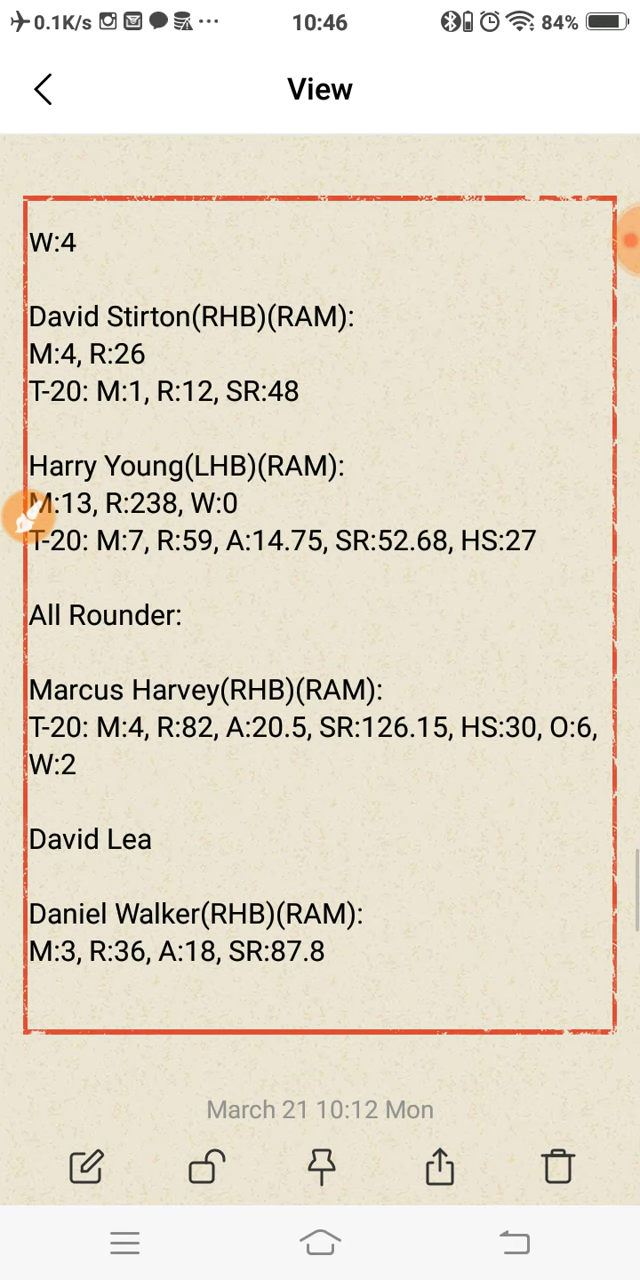 0.1K/s
10:46
84%
View
W:4
David Stirton(RHB)(RAM):
M:4, R:26
T-20: M:1, R:12, SR:48
Harry Young(LHB)(RAM):
M:13, R:238, W:0
T-20: M:7, R:59, A:14.75, SR:52.68, HS:27
All Rounder:
Marcus Harvey(RHB)(RAM):
T-20: M:4, R:82, A:20.5, SR:126.15, HS:30, O:6,
W:2
David Lea
Daniel Walker(RHB)(RAM):
M:3, R:36, A:18, SR:87.8
March 21 10:12 Mon